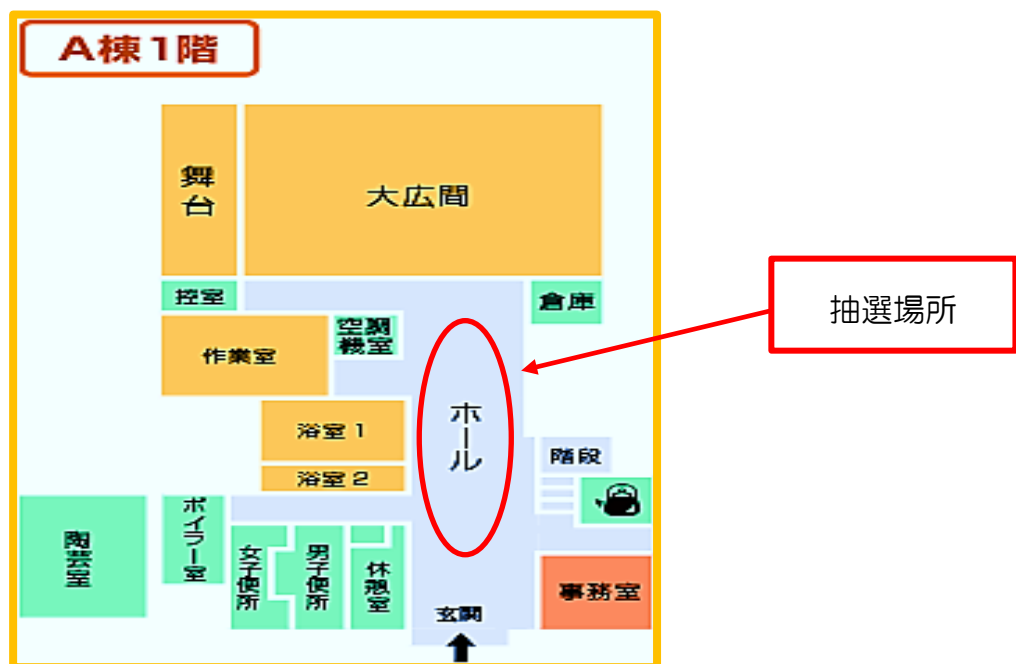 A棟1階
舞台
大広間
控室
倉庫
空調
機室
作業室
抽選場所
ホール
浴室1
階段
浴室2
陶芸室
ボイラー室
女子便所
男子便所
休憩室
事務室
玄関